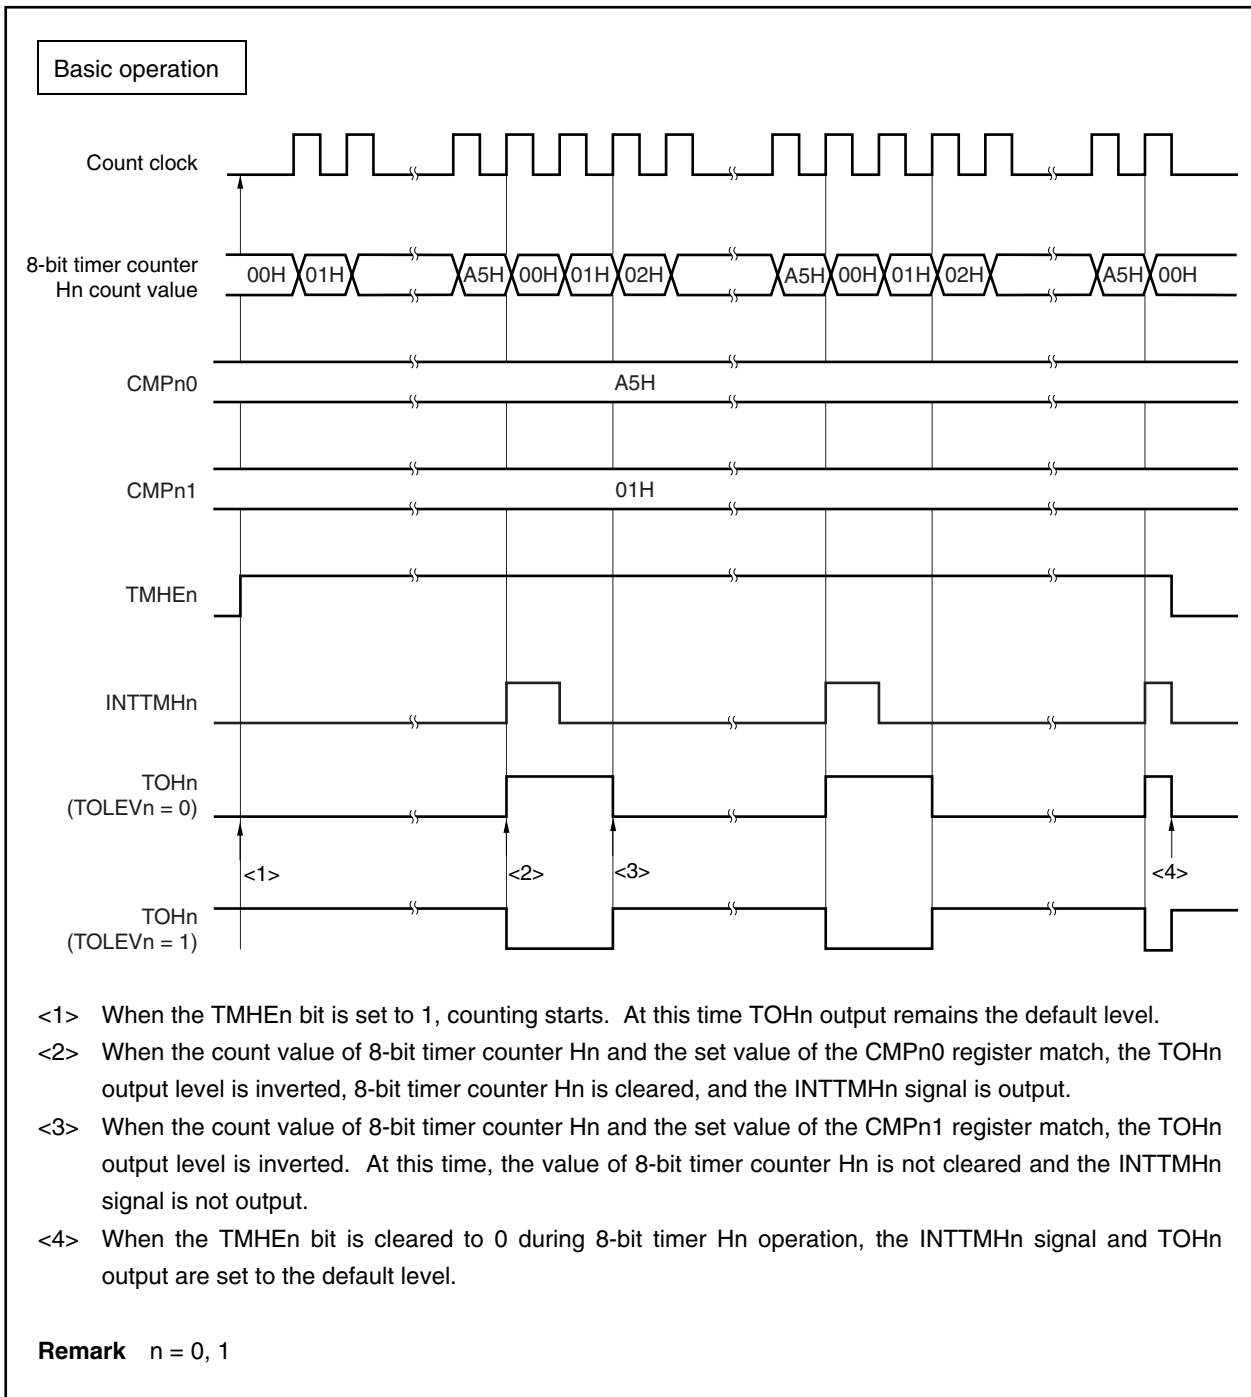 Basic operation
Count clock
8-bit timer counter
Hn count value
00H 01H A5H 00H 01H 02H A5H 00H 01H 02H A5H 00H
CMPn0
A5H
CMPn1
01H
TMHEn
INTTMHn
TOHn
(TOLEVn = 0)
<1> <2> <3> <4>
TOHn
(TOLEVn = 1)
<1> When the TMHEn bit is set to 1, counting starts. At this time TOHn output remains the default level.
<2> When the count value of 8-bit timer counter Hn and the set value of the CMPn0 register match, the TOHn
output level is inverted, 8-bit timer counter Hn is cleared, and the INTTMHn signal is output.
<3> When the count value of 8-bit timer counter Hn and the set value of the CMPn1 register match, the TOHn
output level is inverted. At this time, the value of 8-bit timer counter Hn is not cleared and the INTTMHn
signal is not output.
<4> When the TMHEn bit is cleared to 0 during 8-bit timer Hn operation, the INTTMHn signal and TOHn
output are set to the default level.
Remark n = 0, 1